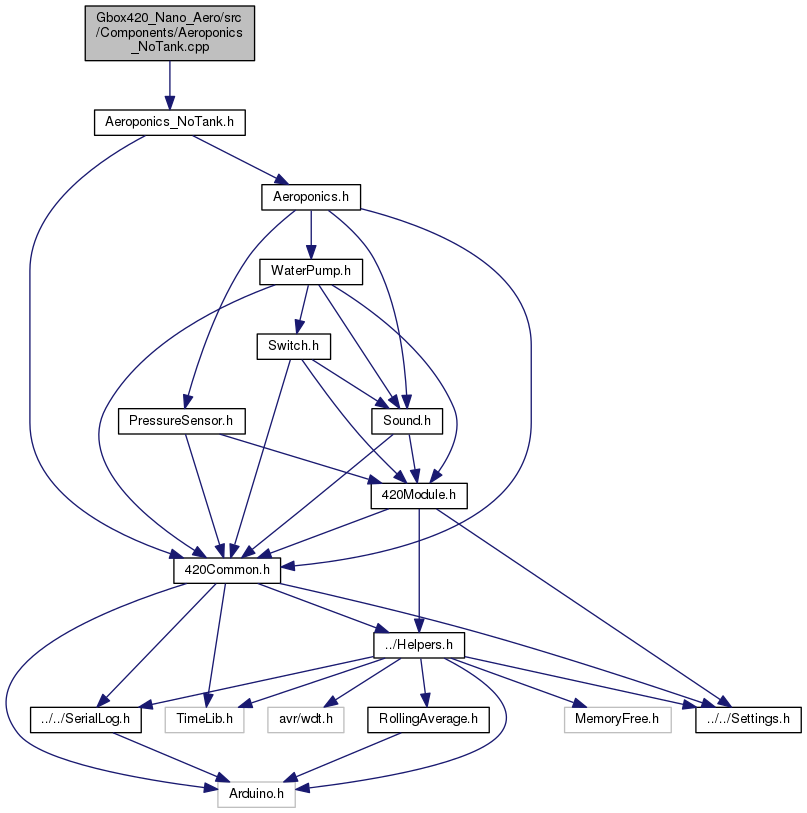 Gbox420_Nano_Aero/src
/Components/Aeroponics
_NoTank.cpp
Aeroponics_NoTank.h
Aeroponics.h
WaterPump.h
Switch.h
PressureSensor.h
Sound.h
420Module.h
420Common.h
../Helpers.h
../../SerialLog.h
TimeLib.h
avr/wdt.h
RollingAverage.h
MemoryFree.h
../../Settings.h
Arduino.h